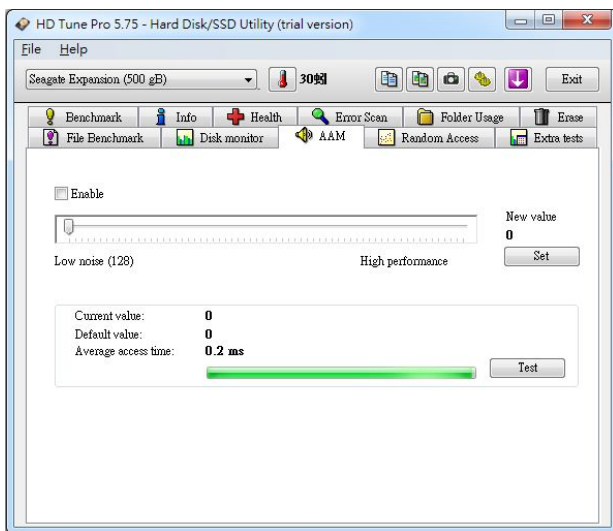 HD Tune Pro 5.75 - Hard Disk/SSD Utility (trial version)
File Help
Seagate Expansion (500 gB) 30蚓 Exit
Benchmark Info Health Error Scan Folder Usage Erase
File Benchmark Disk monitor AAM Random Access Extra tests
Enable
New value
0
Low noise (128) High performance Set
Current value: 0
Default value: 0
Average access time: 0.2 ms
Test